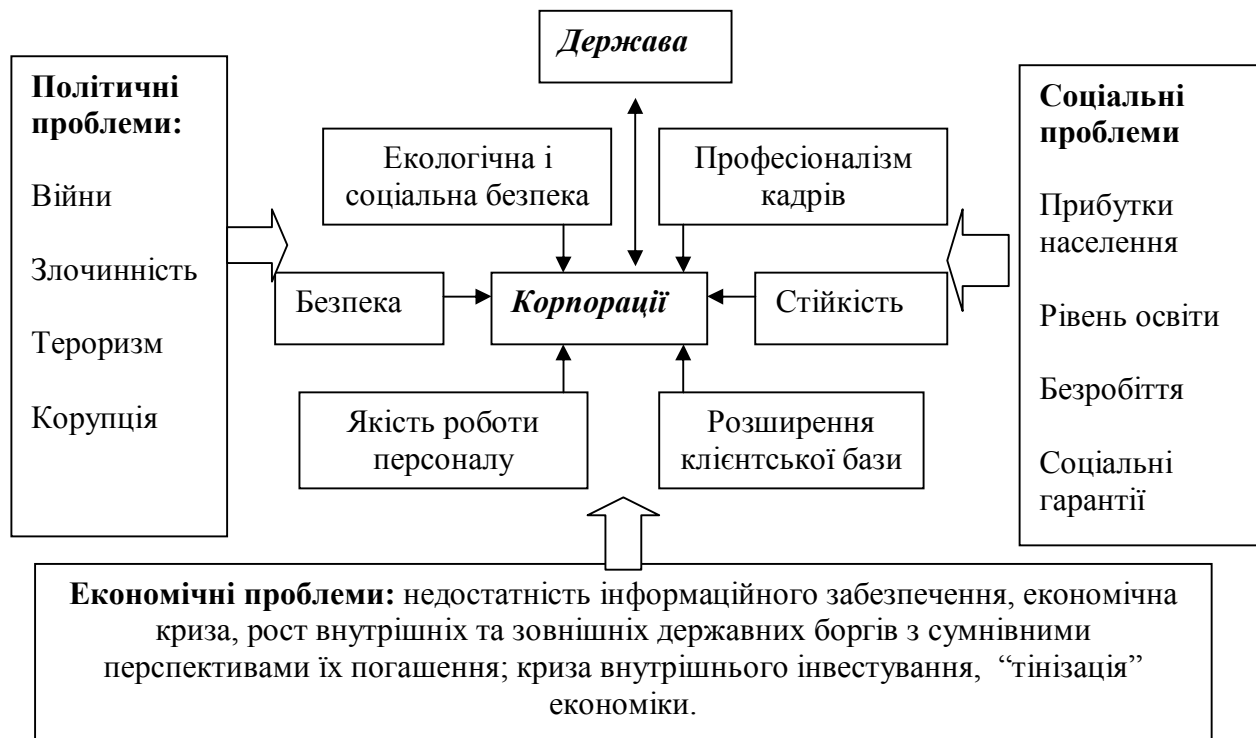 Держава
Політичні
проблеми:
Війни
Злочинність
Тероризм
Корупція
Екологічна і
соціальна безпека
Професіоналізм
кадрів
Безпека
Корпорації
Стійкість
Якість роботи
персоналу
Розширення
клієнтської бази
Соціальні
проблеми
Прибутки
населення
Рівень освіти
Безробіття
Соціальні
гарантії
Економічні проблеми: недостатність інформаційного забезпечення, економічна
криза, рост внутрішніх та зовнішніх державних боргів з сумнівними
перспективами їх погашення; криза внутрішнього інвестування, “тінізація”
економіки.